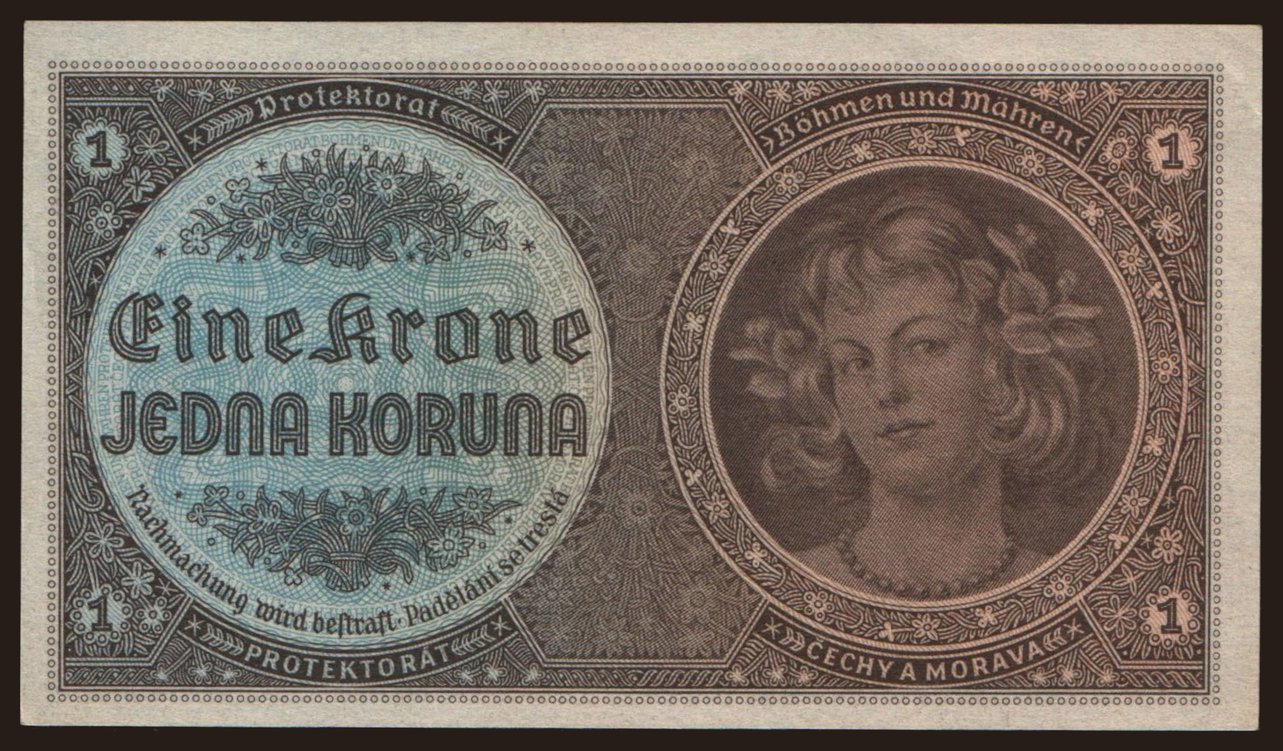 Protektorat
Böhmen und Mähren
1
1
Eine Krone
JEDNA KORUNA
Nachmachung wird bestraft. Padělání se trestá
1
1
PROTEKTORÁT
ČECHY A MORAVA